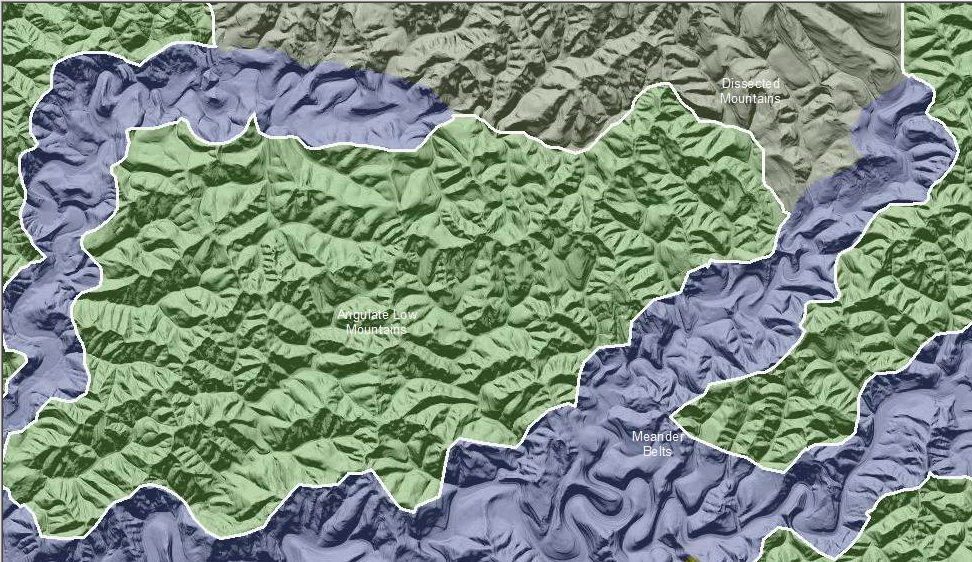 Dissected
Mountains
Angulate Low
Mountains
Meander
Belts